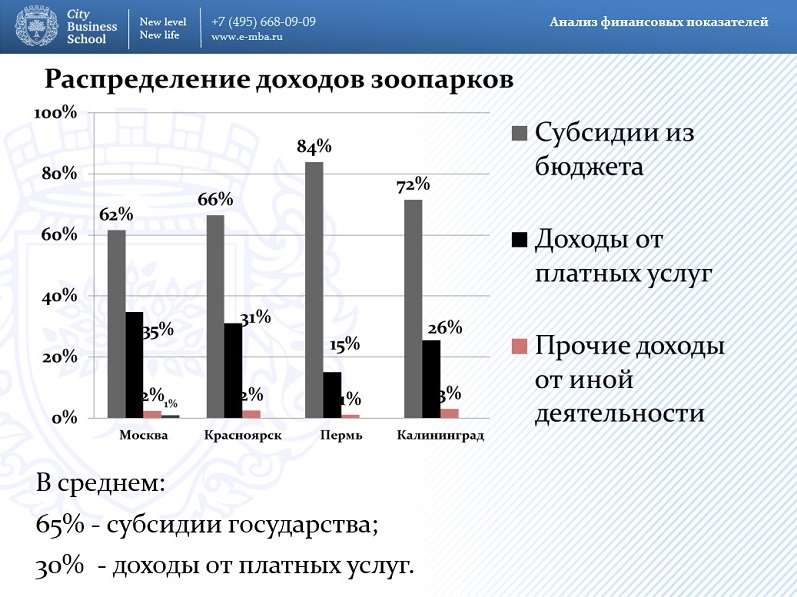 City
Business
School
New level
New life
+7 (495) 668-09-09
www.e-mba.ru
Анализ финансовых показателей
Распределение доходов зоопарков
100%
80%
60%
40%
20%
0%
62%
35%
2%
1%
66%
31%
2%
84%
15%
1%
72%
26%
3%
Москва
Красноярск
Пермь
Калининград
Субсидии из
бюджета
Доходы от
платных услуг
Прочие доходы
от иной
деятельности
В среднем:
65% - субсидии государства;
30%  - доходы от платных услуг.